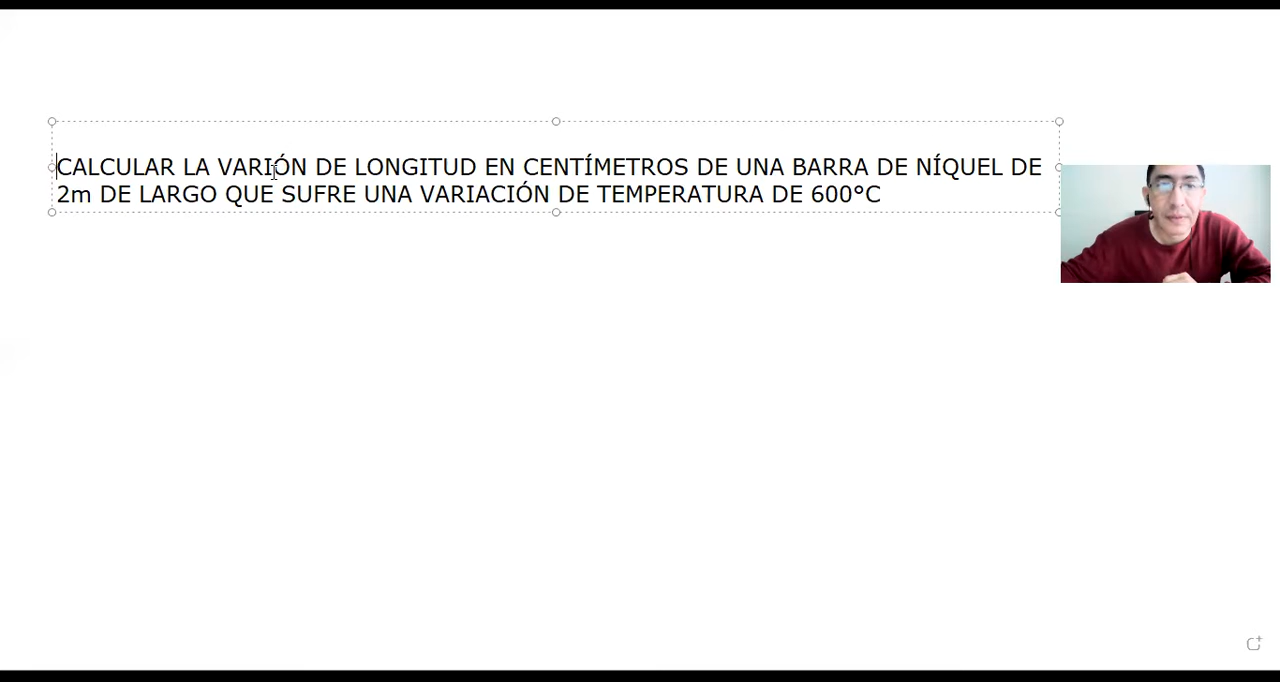 CALCULAR LA VARIÓN DE LONGITUD EN CENTÍMETROS DE UNA BARRA DE NÍQUEL DE
2m DE LARGO QUE SUFRE UNA VARIACIÓN DE TEMPERATURA DE 600°C